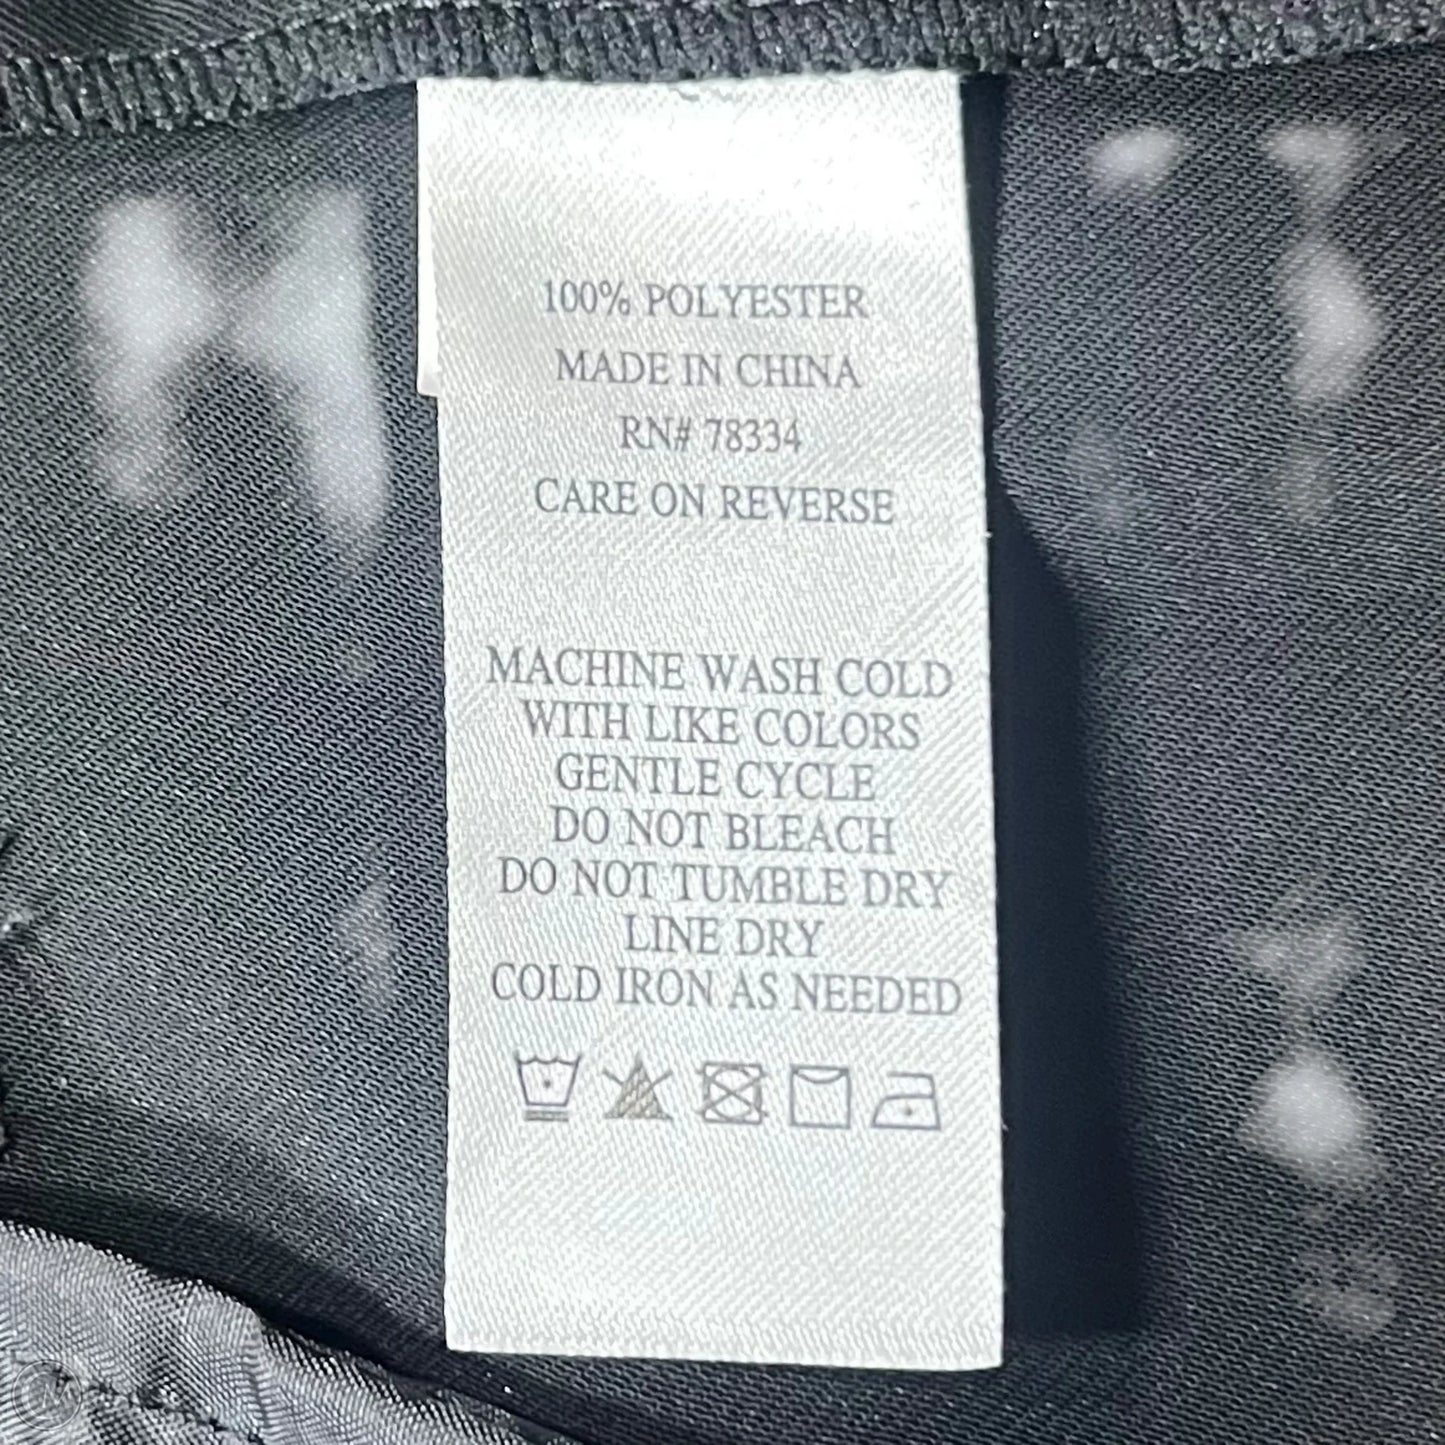 100% POLYESTER
MADE IN CHINA
RN# 78334
CARE ON REVERSE
MACHINE WASH COLD
WITH LIKE COLORS
GENTLE CYCLE
DO NOT BLEACH
DO NOT TUMBLE DRY
LINE DRY
COLD IRON AS NEEDED